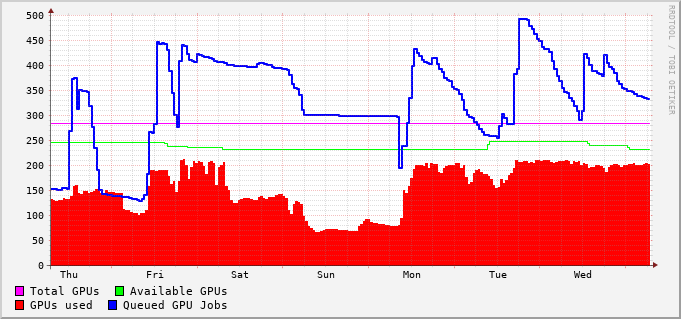 500
450
400
350
300
250
200
150
100
50
0
Thu Fri Sat Sun Mon Tue Wed
Total GPUs Available GPUs
GPUs used Queued GPU Jobs
RRDTOOL / TOBI OETIKER